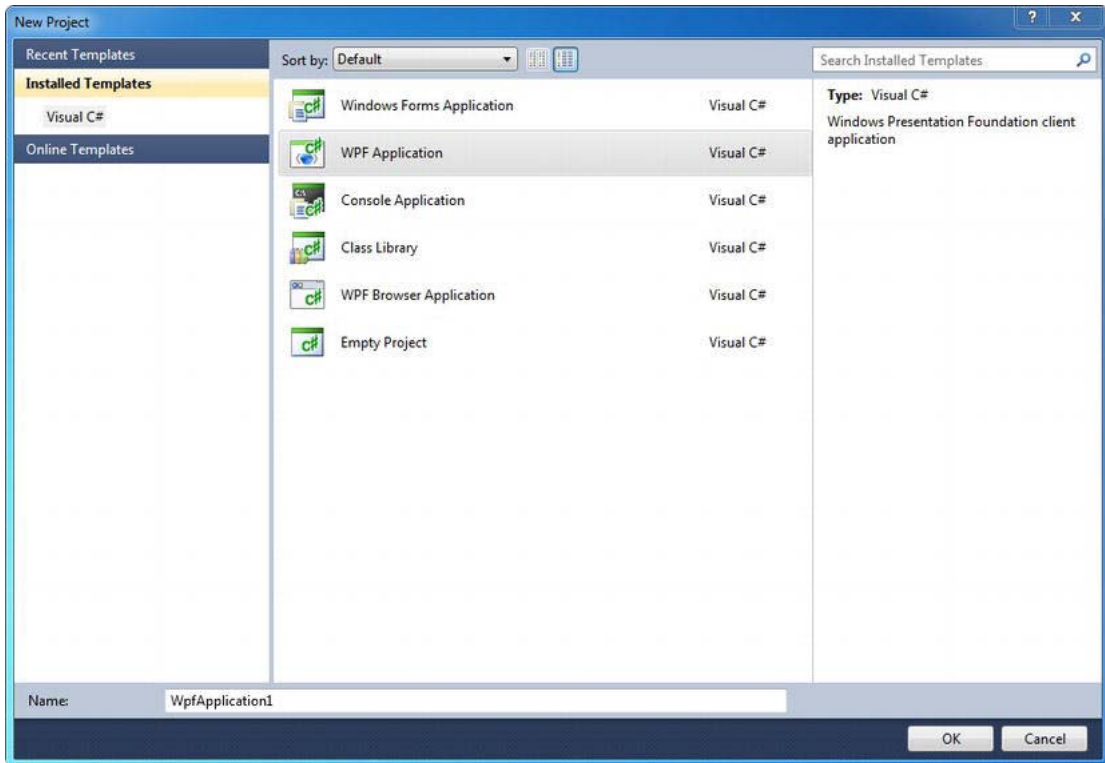 New Project
Recent Templates
Installed Templates
Visual C#
Online Templates
Sort by: Default
Search Installed Templates
Windows Forms Application Visual C#
WPF Application Visual C#
Console Application Visual C#
Class Library Visual C#
WPF Browser Application Visual C#
Empty Project Visual C#
Type: Visual C#
Windows Presentation Foundation client
application
Name: WpfApplication1
OK Cancel